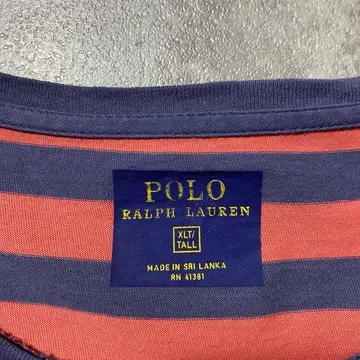 POLO
RALPH LAUREN
XLT/
TALL
MADE IN SRI LANKA
RN 41381